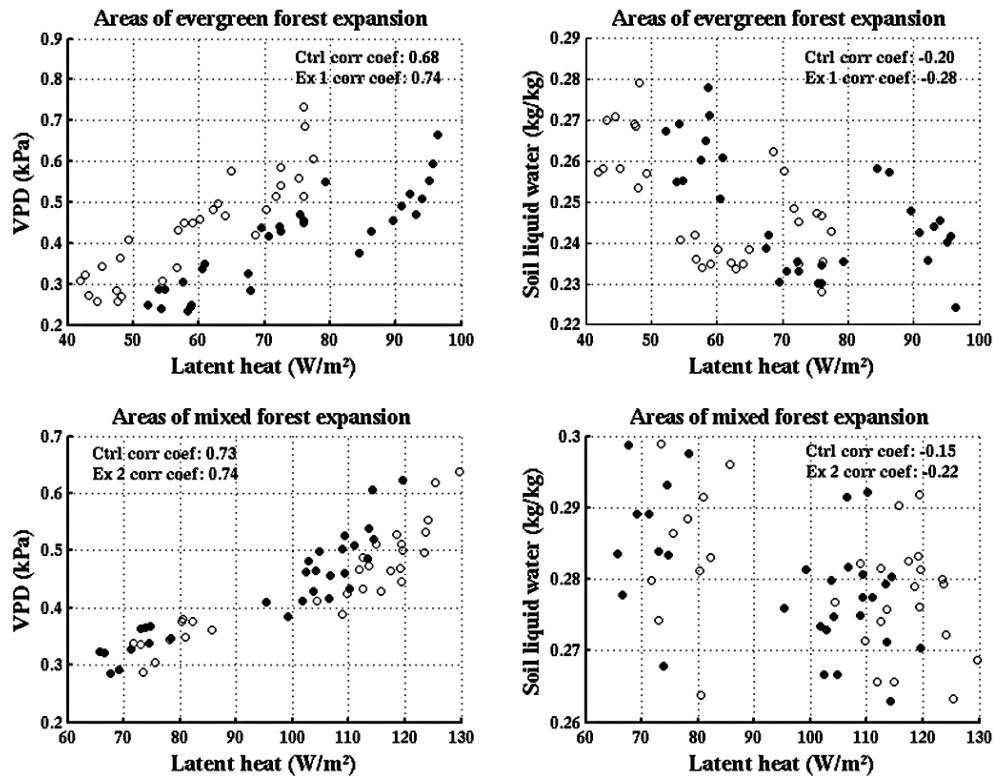 Areas of evergreen forest expansion
Ctrl corr coef: 0.68
Ex 1 corr coef: 0.74
VPD (kPa)
0.9
0.8
0.7
0.6
0.5
0.4
0.3
0.2
40 50 60 70 80 90 100
Latent heat (W/m²)
Areas of evergreen forest expansion
Ctrl corr coef: -0.20
Ex 1 corr coef: -0.28
Soil liquid water (kg/kg)
0.29
0.28
0.27
0.26
0.25
0.24
0.23
0.22
40 50 60 70 80 90 100
Latent heat (W/m²)
Areas of mixed forest expansion
Ctrl corr coef: 0.73
Ex 2 corr coef: 0.74
VPD (kPa)
0.7
0.6
0.5
0.4
0.3
0.2
60 70 80 90 100 110 120 130
Latent heat (W/m²)
Areas of mixed forest expansion
Ctrl corr coef: -0.15
Ex 2 corr coef: -0.22
Soil liquid water (kg/kg)
0.3
0.29
0.28
0.27
0.26
60 70 80 90 100 110 120 130
Latent heat (W/m²)